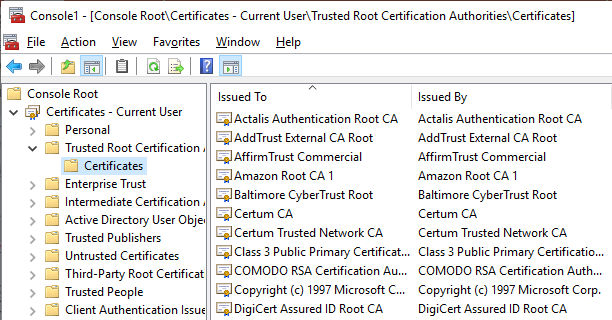 Console1 - [Console Root\Certificates - Current User\Trusted Root Certification Authorities\Certificates]
File Action View Favorites Window Help
Console Root
Certificates - Current User
Personal
Trusted Root Certification A
Certificates
Enterprise Trust
Intermediate Certification A
Active Directory User Objec
Trusted Publishers
Untrusted Certificates
Third-Party Root Certificat
Trusted People
Client Authentication Issue
Issued To Issued By
Actalis Authentication Root CA Actalis Authentication Root CA
AddTrust External CA Root AddTrust External CA Root
AffirmTrust Commercial AffirmTrust Commercial
Amazon Root CA 1 Amazon Root CA 1
Baltimore CyberTrust Root Baltimore CyberTrust Root
Certum CA Certum CA
Certum Trusted Network CA Certum Trusted Network CA
Class 3 Public Primary Certificat... Class 3 Public Primary Certificatio...
COMODO RSA Certification Au... COMODO RSA Certification Auth...
Copyright (c) 1997 Microsoft C... Copyright (c) 1997 Microsoft Corp.
DigiCert Assured ID Root CA DigiCert Assured ID Root CA